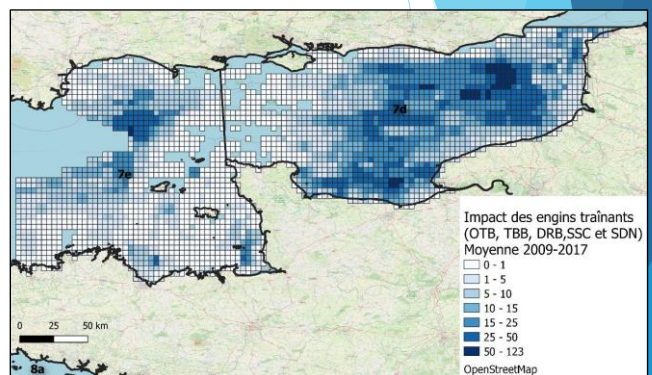 7d
7e
Impact des engins traînants
(OTB, TBB, DRB,SSC et SDN)
Moyenne 2009-2017
0 - 1
1 - 5
5 - 10
10 - 15
15 - 25
25 - 50
50 - 123
0 25 50 km
8a
OpenStreetMap